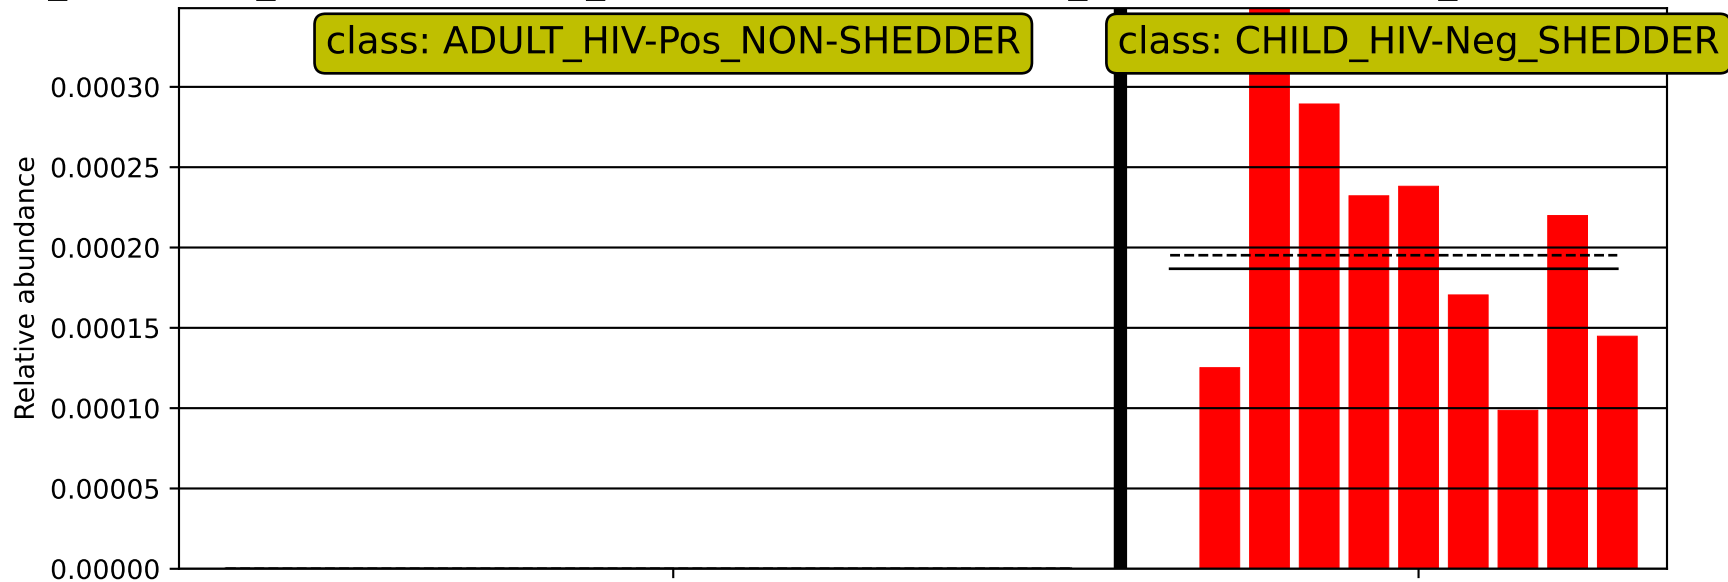 class: ADULT_HIV-Pos_NON-SHEDDER
class: CHILD_HIV-Neg_SHEDDER
0.00030
0.00025
0.00020
0.00015
0.00010
0.00005
0.00000
Relative abundance